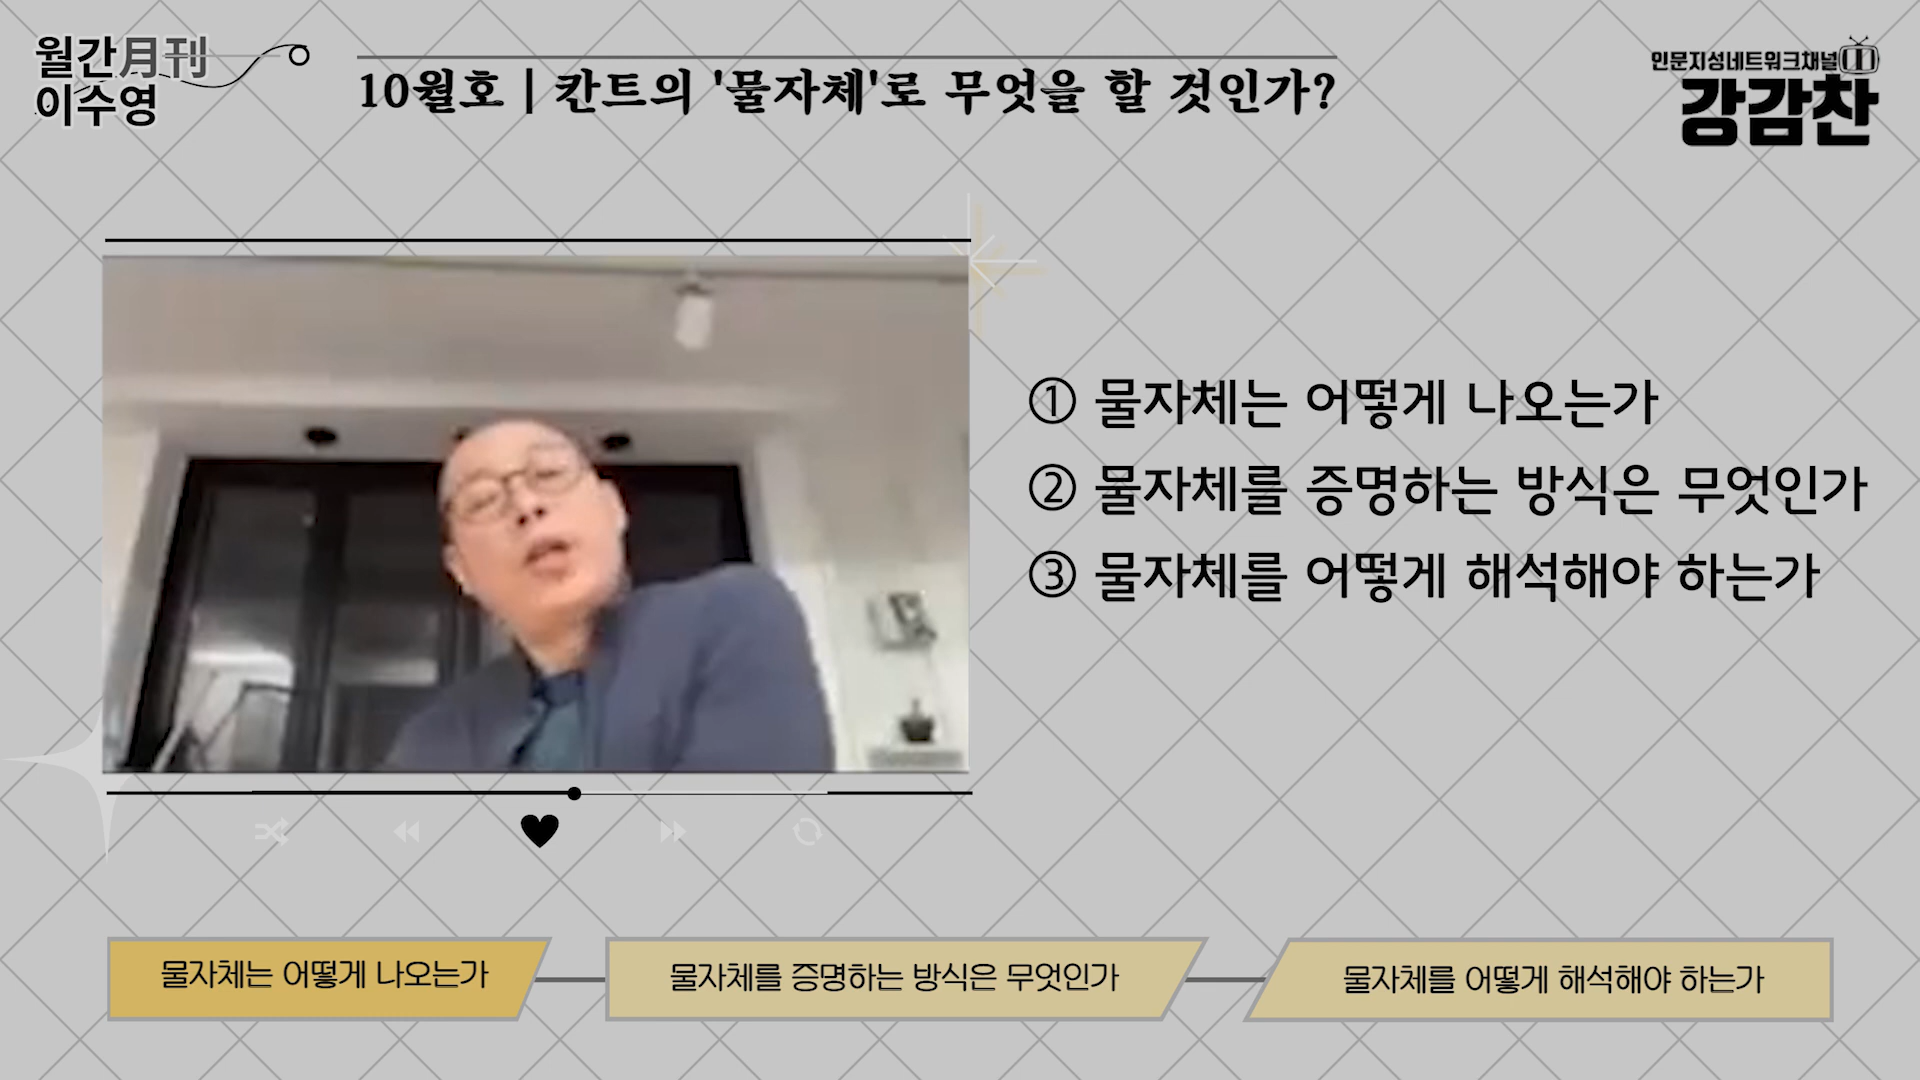 월간月刊
이수영
10월호 | 칸트의 '물자체'로 무엇을 할 것인가?
인문지성네트워크채널
강감찬
① 물자체는 어떻게 나오는가
② 물자체를 증명하는 방식은 무엇인가
③ 물자체를 어떻게 해석해야 하는가
물자체는 어떻게 나오는가
물자체를 증명하는 방식은 무엇인가
물자체를 어떻게 해석해야 하는가